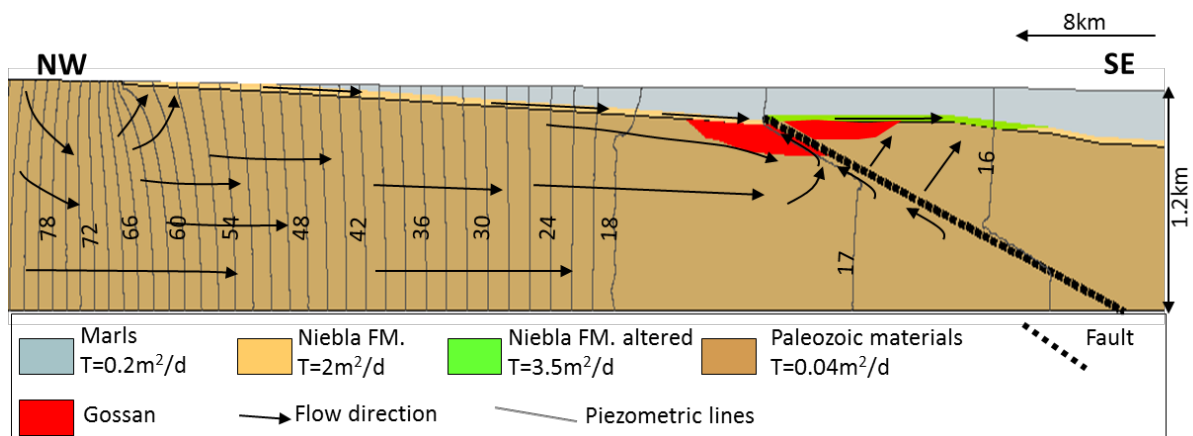 8km
NW
SE
78
72
66
60
54
48
42
36
30
24
18
17
16
1.2km
Marls
T=0.2m²/d
Niebla FM.
T=2m²/d
Niebla FM. altered
T=3.5m²/d
Paleozoic materials
T=0.04m²/d
Fault
Gossan
Flow direction
Piezometric lines